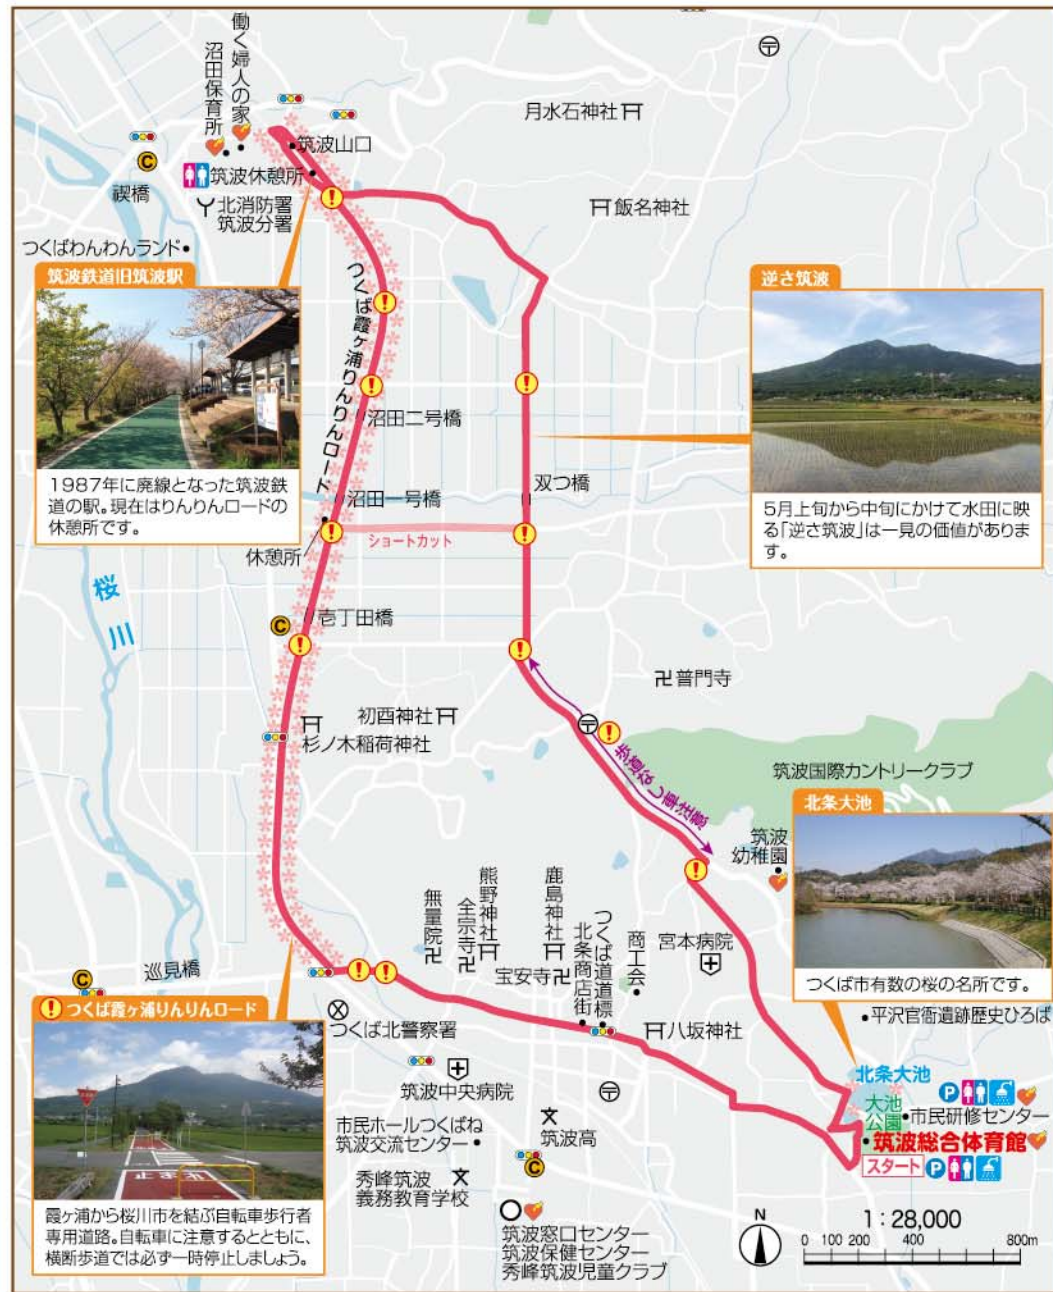 働く婦人の家
沼田保育所
筑波山口
筑波休憩所
北消防署
筑波分署
禊橋
つくばわんわんランド
月水石神社
飯名神社
筑波鉄道旧筑波駅
1987年に廃線となった筑波鉄
道の駅。現在はりんりんロードの
休憩所です。
つくば霞ヶ浦りんりんロード
逆さ筑波
5月上旬から中旬にかけて水田に映
る「逆さ筑波」は一見の価値がありま
す。
沼田二号橋
双つ橋
沼田一号橋
ショートカット
休憩所
桜川
壱丁田橋
普門寺
初酉神社
杉ノ木稲荷神社
歩道なし車注意
筑波国際カントリークラブ
北条大池
つくば市有数の桜の名所です。
筑波
幼稚園
熊野神社
鹿島神社
無量院
全宗寺
宝安寺
つくば道道標
北条商店街
商工会
宮本病院
巡見橋
つくば霞ヶ浦りんりんロード
霞ヶ浦から桜川市を結ぶ自転車歩行者
専用道路。自転車に注意するとともに、
横断歩道では必ず一時停止しましょう。
つくば北警察署
八坂神社
平沢官衙遺跡歴史ひろば
筑波中央病院
北条大池
P
大池
公園
市民研修センター
市民ホールつくばね
筑波交流センター
筑波高
筑波総合体育館
スタート
P
秀峰筑波
義務教育学校
筑波窓口センター
筑波保健センター
秀峰筑波児童クラブ
N
1：28,000
0 100 200 400 800m